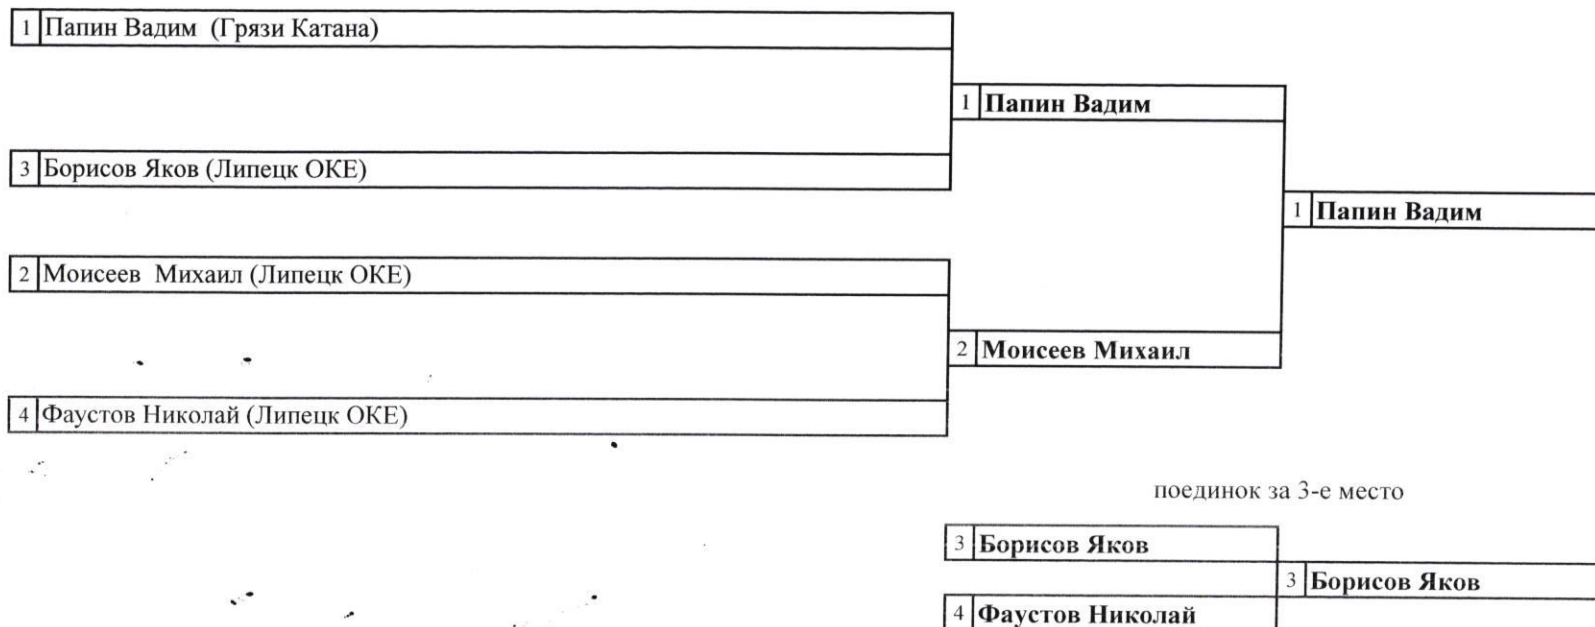 1 Папин Вадим (Грязи Катана)
1 Папин Вадим
3 Борисов Яков (Липецк ОКЕ)
1 Папин Вадим
2 Моисеев Михаил (Липецк ОКЕ)
2 Моисеев Михаил
4 Фаустов Николай (Липецк ОКЕ)
поединок за 3-е место
3 Борисов Яков
3 Борисов Яков
4 Фаустов Николай